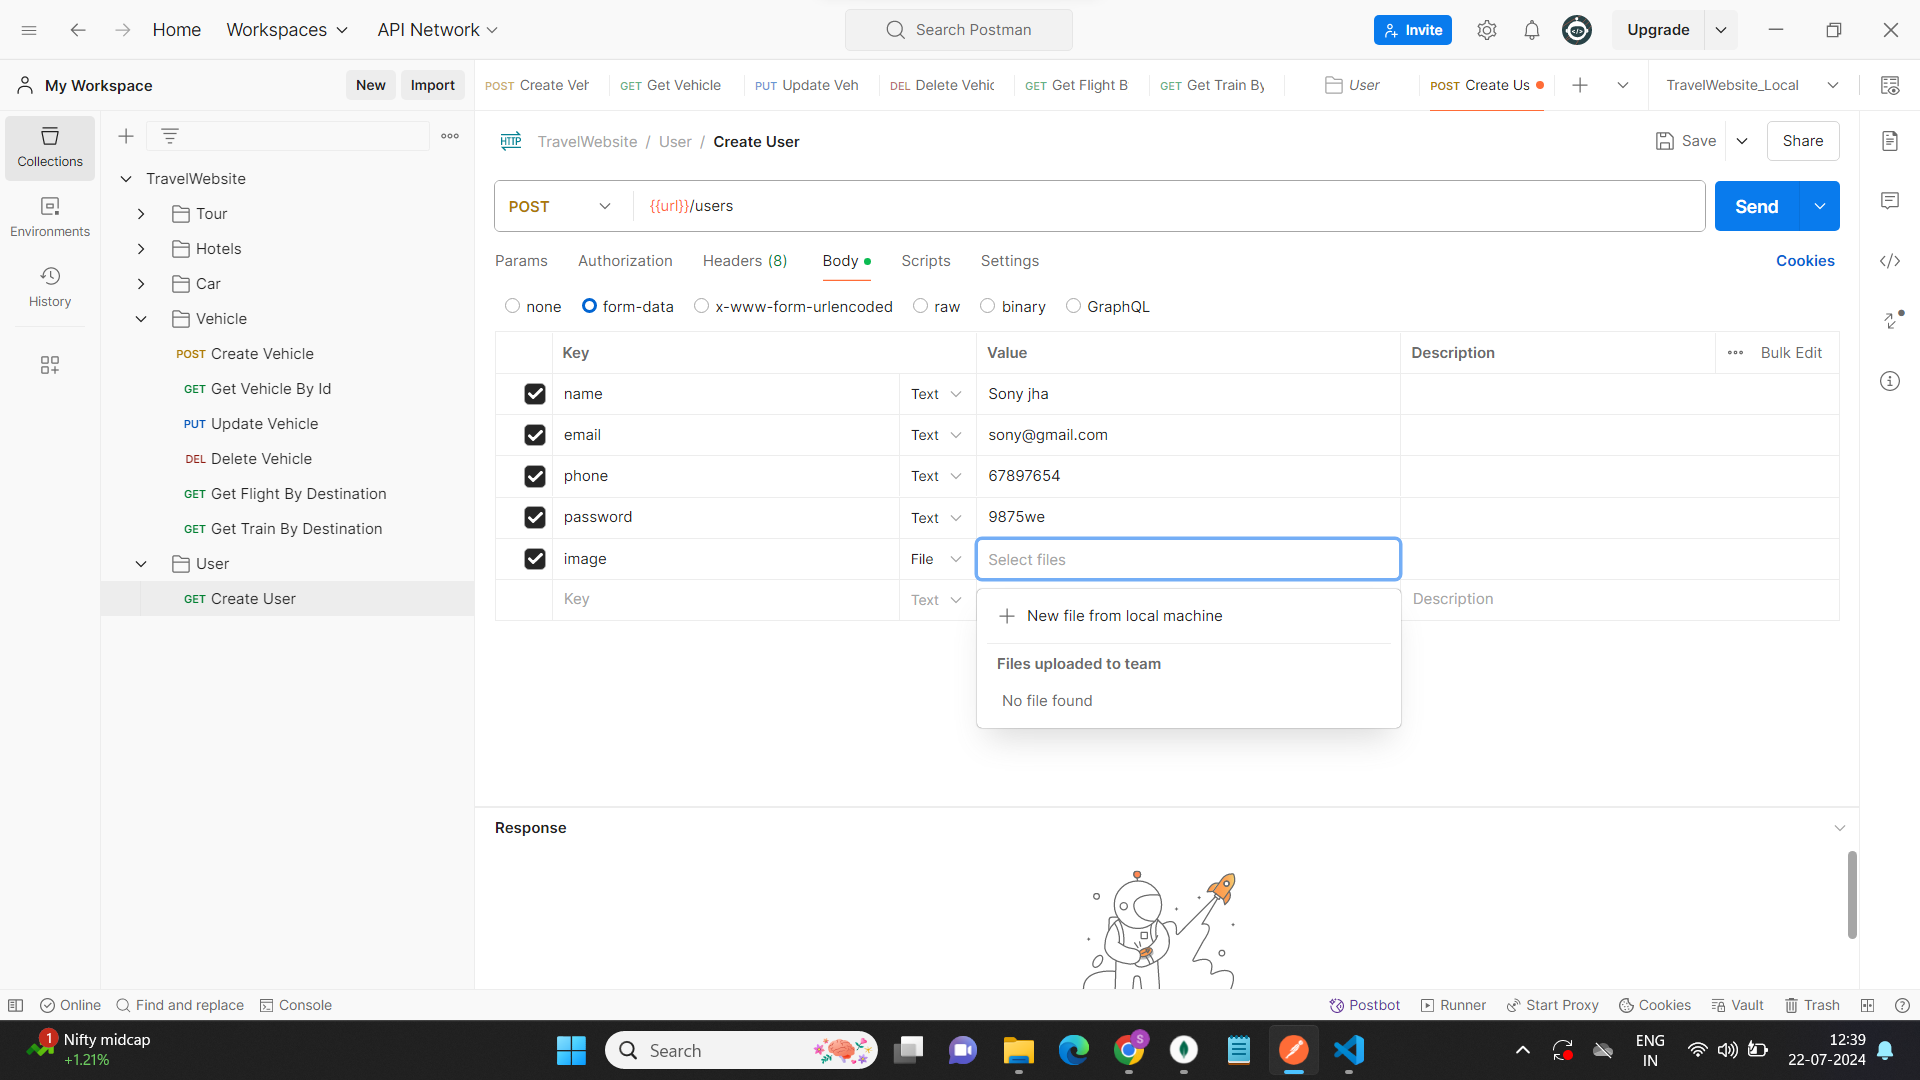 Home
Workspaces
API Network
Search Postman
Invite
Upgrade
My Workspace
New
Import
POST Create Veh
GET Get Vehicle
PUT Update Veh
DEL Delete Vehic
GET Get Flight B
GET Get Train By
User
POST Create Us
TravelWebsite_Local
Collections
Environments
History
TravelWebsite
Tour
Hotels
Car
Vehicle
POST Create Vehicle
GET Get Vehicle By Id
PUT Update Vehicle
DEL Delete Vehicle
GET Get Flight By Destination
GET Get Train By Destination
User
GET Create User
HTTP TravelWebsite / User / Create User
Save
Share
POST
{{url}}/users
Send
Params
Authorization
Headers (8)
Body
Scripts
Settings
Cookies
none
form-data
x-www-form-urlencoded
raw
binary
GraphQL
Key
Value
Description
Bulk Edit
name Text Sony jha
email Text sony@gmail.com
phone Text 67897654
password Text 9875we
image File Select files
Key Text Description
New file from local machine
Files uploaded to team
No file found
Response
Online
Find and replace
Console
Postbot
Runner
Start Proxy
Cookies
Vault
Trash
1
Nifty midcap
+1.21%
Search
S
ENG
IN
12:39
22-07-2024